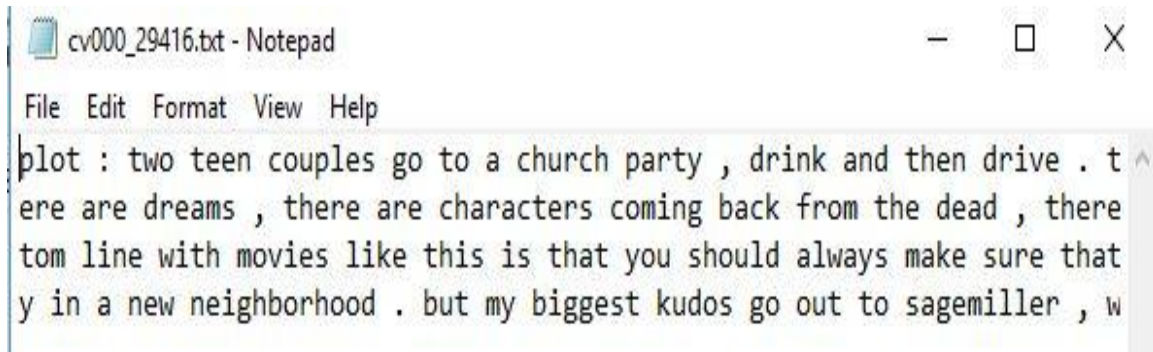 cv000_29416.txt - Notepad
File Edit Format View Help
plot : two teen couples go to a church party , drink and then drive . t
ere are dreams , there are characters coming back from the dead , there
tom line with movies like this is that you should always make sure that
y in a new neighborhood . but my biggest kudos go out to sagemiller , w